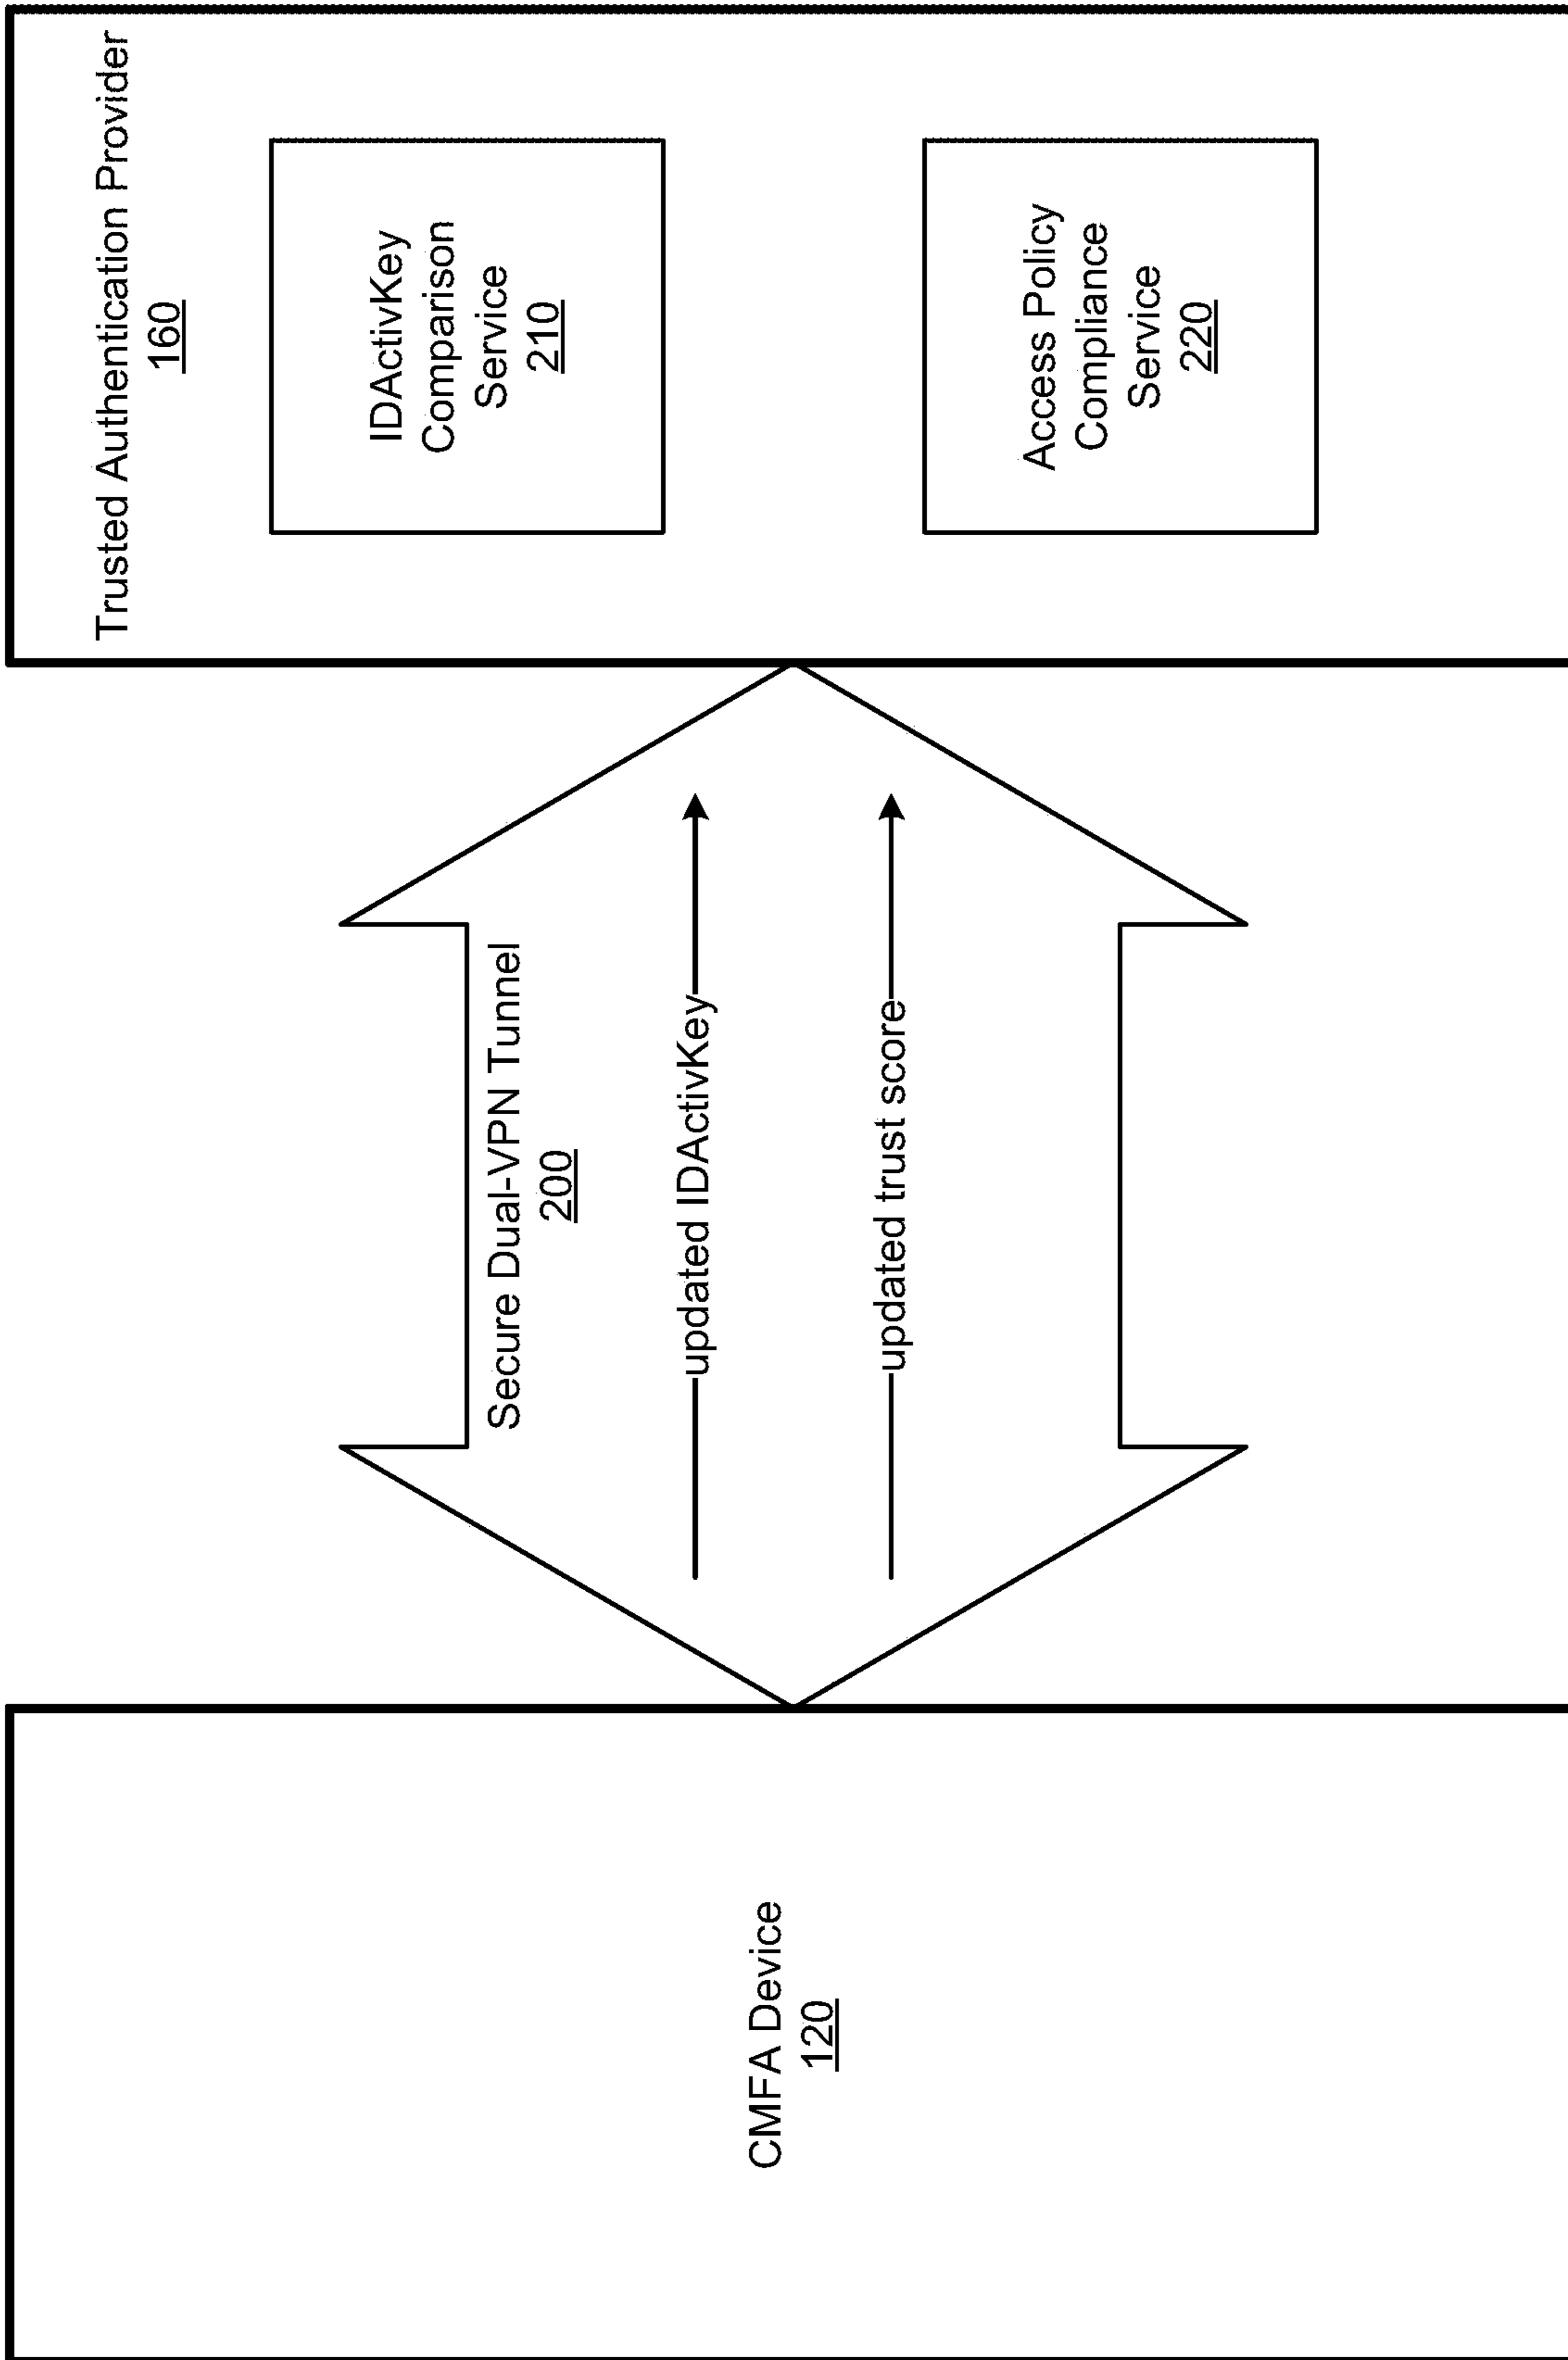 CMFA Device
120
Secure Dual-VPN Tunnel
200
updated IDActivKey
updated trust score
Trusted Authentication Provider
160
IDActivKey
Comparison
Service
210
Access Policy
Compliance
Service
220